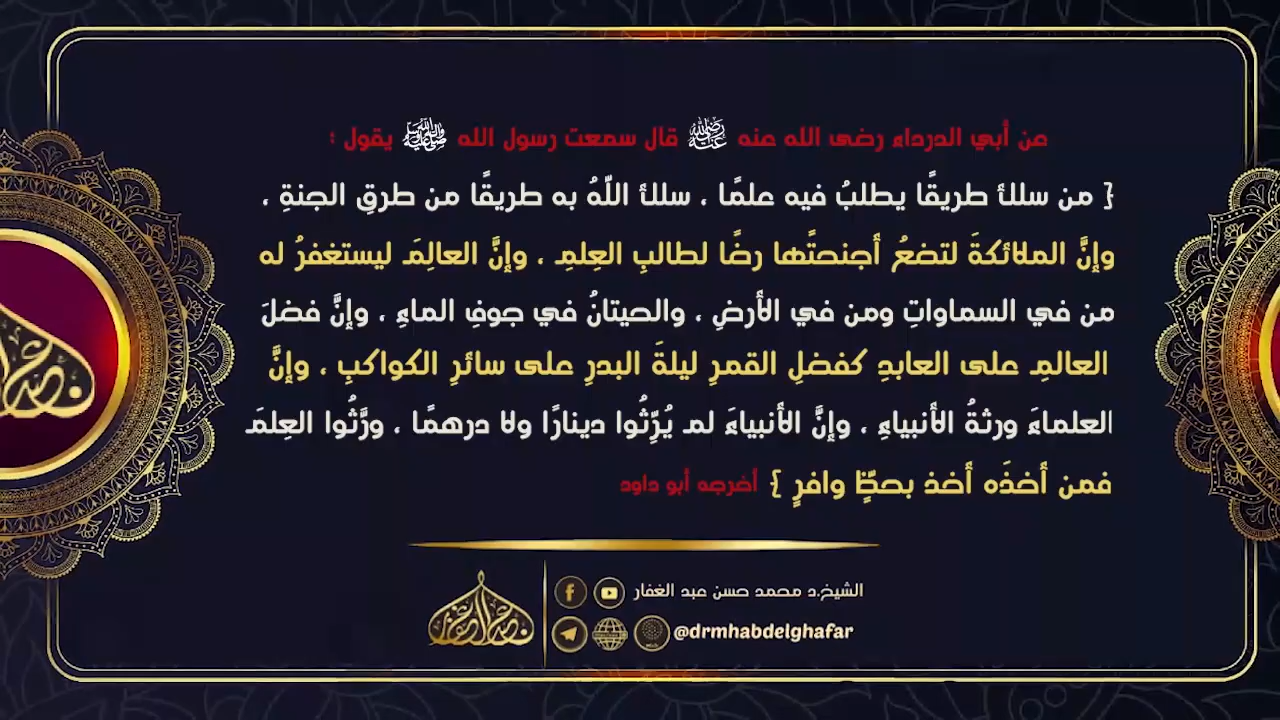 عن أبي الدرداء رضى الله عنه رضي الله عنه قال سمعت رسول الله ﷺ يقول :
{ من سلك طريقًا يطلبُ فيه علمًا ، سلك اللّهُ به طريقًا من طرقِ الجنةِ ،
وإنَّ الملائكةَ لتضعُ أجنحتَها رضًا لطالبِ العِلمِ ، وإنَّ العالِمَ ليستغفرُ له
من في السماواتِ ومن في الأرضِ ، والحيتانُ في جوفِ الماءِ ، وإنَّ فضلَ
العالمِ على العابدِ كفضلِ القمرِ ليلةَ البدرِ على سائرِ الكواكبِ ، وإنَّ
العلماءَ ورثةُ الأنبياءِ ، وإنَّ الأنبياءَ لم يُرِّثُوا دينارًا ولا درهمًا ، ورَّثُوا العِلمَ
فمن أخذَه أخذ بحظٍّ وافرٍ } أخرجه أبو داود
الشيخ.د محمد حسن عبد الغفار
@drmhabdelghafar